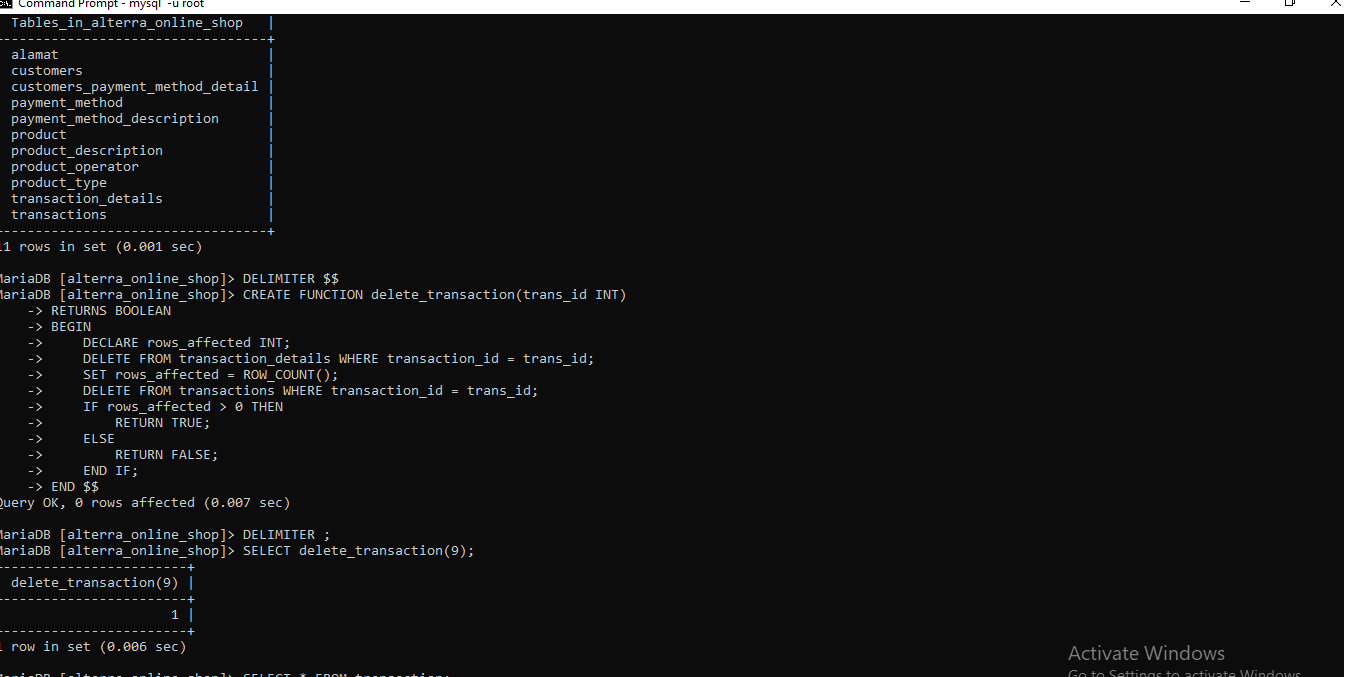 Command Prompt - mysql -u root
Tables_in_alterra_online_shop |
---------------------------------+
alamat |
customers |
customers_payment_method_detail |
payment_method |
payment_method_description |
product |
product_description |
product_operator |
product_type |
transaction_details |
transactions |
---------------------------------+
11 rows in set (0.001 sec)
MariaDB [alterra_online_shop]> DELIMITER $$
MariaDB [alterra_online_shop]> CREATE FUNCTION delete_transaction(trans_id INT)
-> RETURNS BOOLEAN
-> BEGIN
-> DECLARE rows_affected INT;
-> DELETE FROM transaction_details WHERE transaction_id = trans_id;
-> SET rows_affected = ROW_COUNT();
-> DELETE FROM transactions WHERE transaction_id = trans_id;
-> IF rows_affected > 0 THEN
-> RETURN TRUE;
-> ELSE
-> RETURN FALSE;
-> END IF;
-> END $$
Query OK, 0 rows affected (0.007 sec)
MariaDB [alterra_online_shop]> DELIMITER ;
MariaDB [alterra_online_shop]> SELECT delete_transaction(9);
-----------------------+
delete_transaction(9) |
-----------------------+
1 |
-----------------------+
1 row in set (0.006 sec)
MariaDB [alterra_online_shop]> SELECT * FROM transaction;
Activate Windows
Go to Settings to activate Windows.